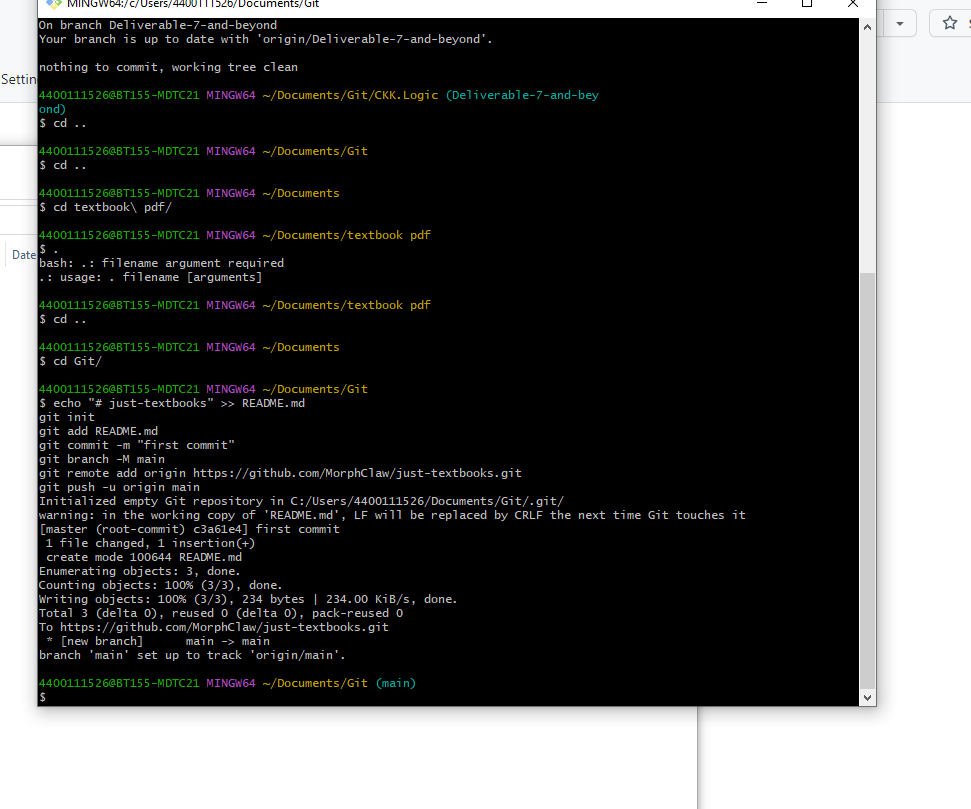 MINGW64:/c/Users/4400111526/Documents/Git
On branch Deliverable-7-and-beyond
Your branch is up to date with 'origin/Deliverable-7-and-beyond'.
nothing to commit, working tree clean
4400111526@BT155-MDTC21 MINGW64 ~/Documents/Git/CKK.Logic (Deliverable-7-and-bey
ond)
$ cd ..
4400111526@BT155-MDTC21 MINGW64 ~/Documents/Git
$ cd ..
4400111526@BT155-MDTC21 MINGW64 ~/Documents
$ cd textbook\ pdf/
4400111526@BT155-MDTC21 MINGW64 ~/Documents/textbook pdf
$ .
bash: .: filename argument required
.: usage: . filename [arguments]
4400111526@BT155-MDTC21 MINGW64 ~/Documents/textbook pdf
$ cd ..
4400111526@BT155-MDTC21 MINGW64 ~/Documents
$ cd Git/
4400111526@BT155-MDTC21 MINGW64 ~/Documents/Git
$ echo "# just-textbooks" >> README.md
git init
git add README.md
git commit -m "first commit"
git branch -M main
git remote add origin https://github.com/MorphClaw/just-textbooks.git
git push -u origin main
Initialized empty Git repository in C:/Users/4400111526/Documents/Git/.git/
warning: in the working copy of 'README.md', LF will be replaced by CRLF the next time Git touches it
[master (root-commit) c3a61e4] first commit
 1 file changed, 1 insertion(+)
 create mode 100644 README.md
Enumerating objects: 3, done.
Counting objects: 100% (3/3), done.
Writing objects: 100% (3/3), 234 bytes | 234.00 KiB/s, done.
Total 3 (delta 0), reused 0 (delta 0), pack-reused 0
To https://github.com/MorphClaw/just-textbooks.git
 * [new branch]      main -> main
branch 'main' set up to track 'origin/main'.
4400111526@BT155-MDTC21 MINGW64 ~/Documents/Git (main)
$
Settin
Date